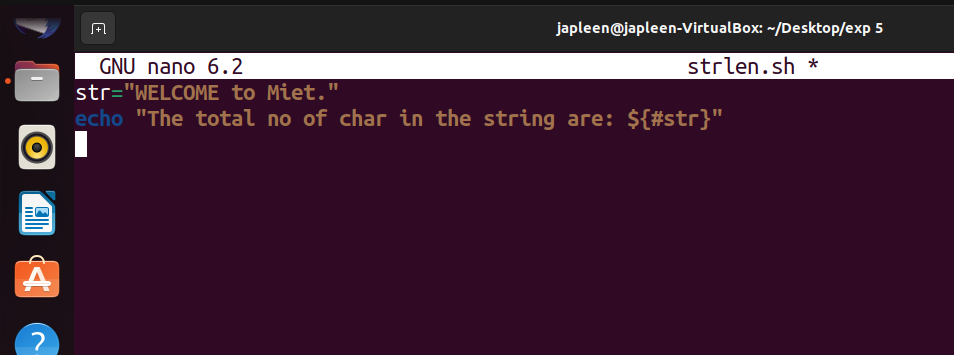 japleen@japleen-VirtualBox: ~/Desktop/exp 5
GNU nano 6.2 strlen.sh *
str="WELCOME to Miet."
echo "The total no of char in the string are: ${#str}"
A
?